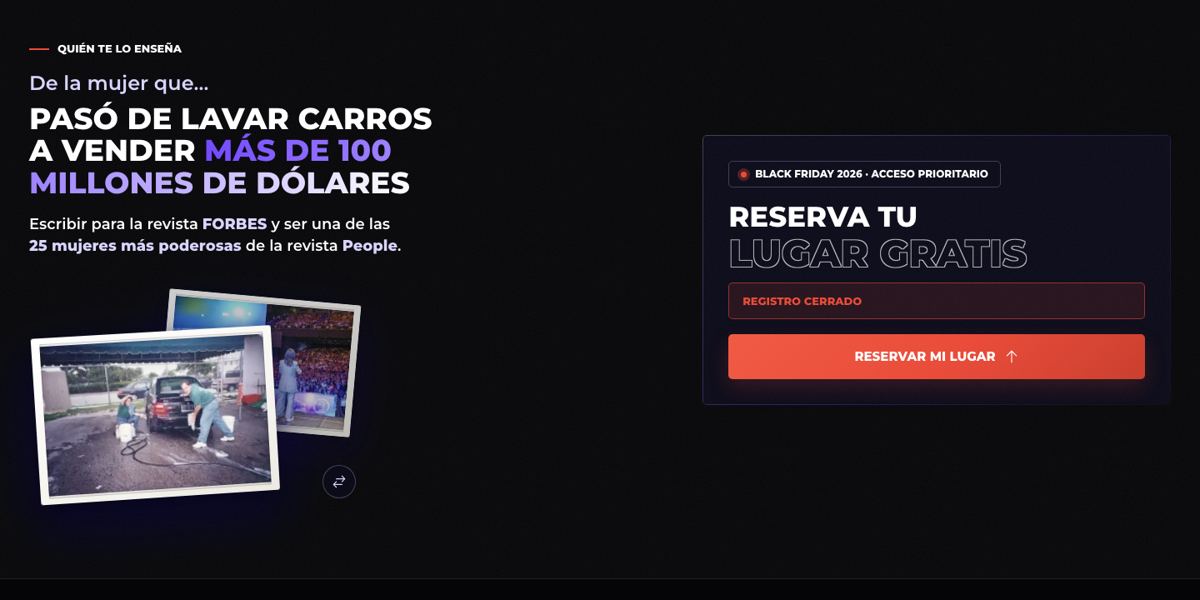 QUIÉN TE LO ENSEÑA
De la mujer que...
PASÓ DE LAVAR CARROS
A VENDER MÁS DE 100
MILLONES DE DÓLARES
Escribir para la revista FORBES y ser una de las
25 mujeres más poderosas de la revista People.
BLACK FRIDAY 2026 · ACCESO PRIORITARIO
RESERVA TU
LUGAR GRATIS
REGISTRO CERRADO
RESERVAR MI LUGAR ↑